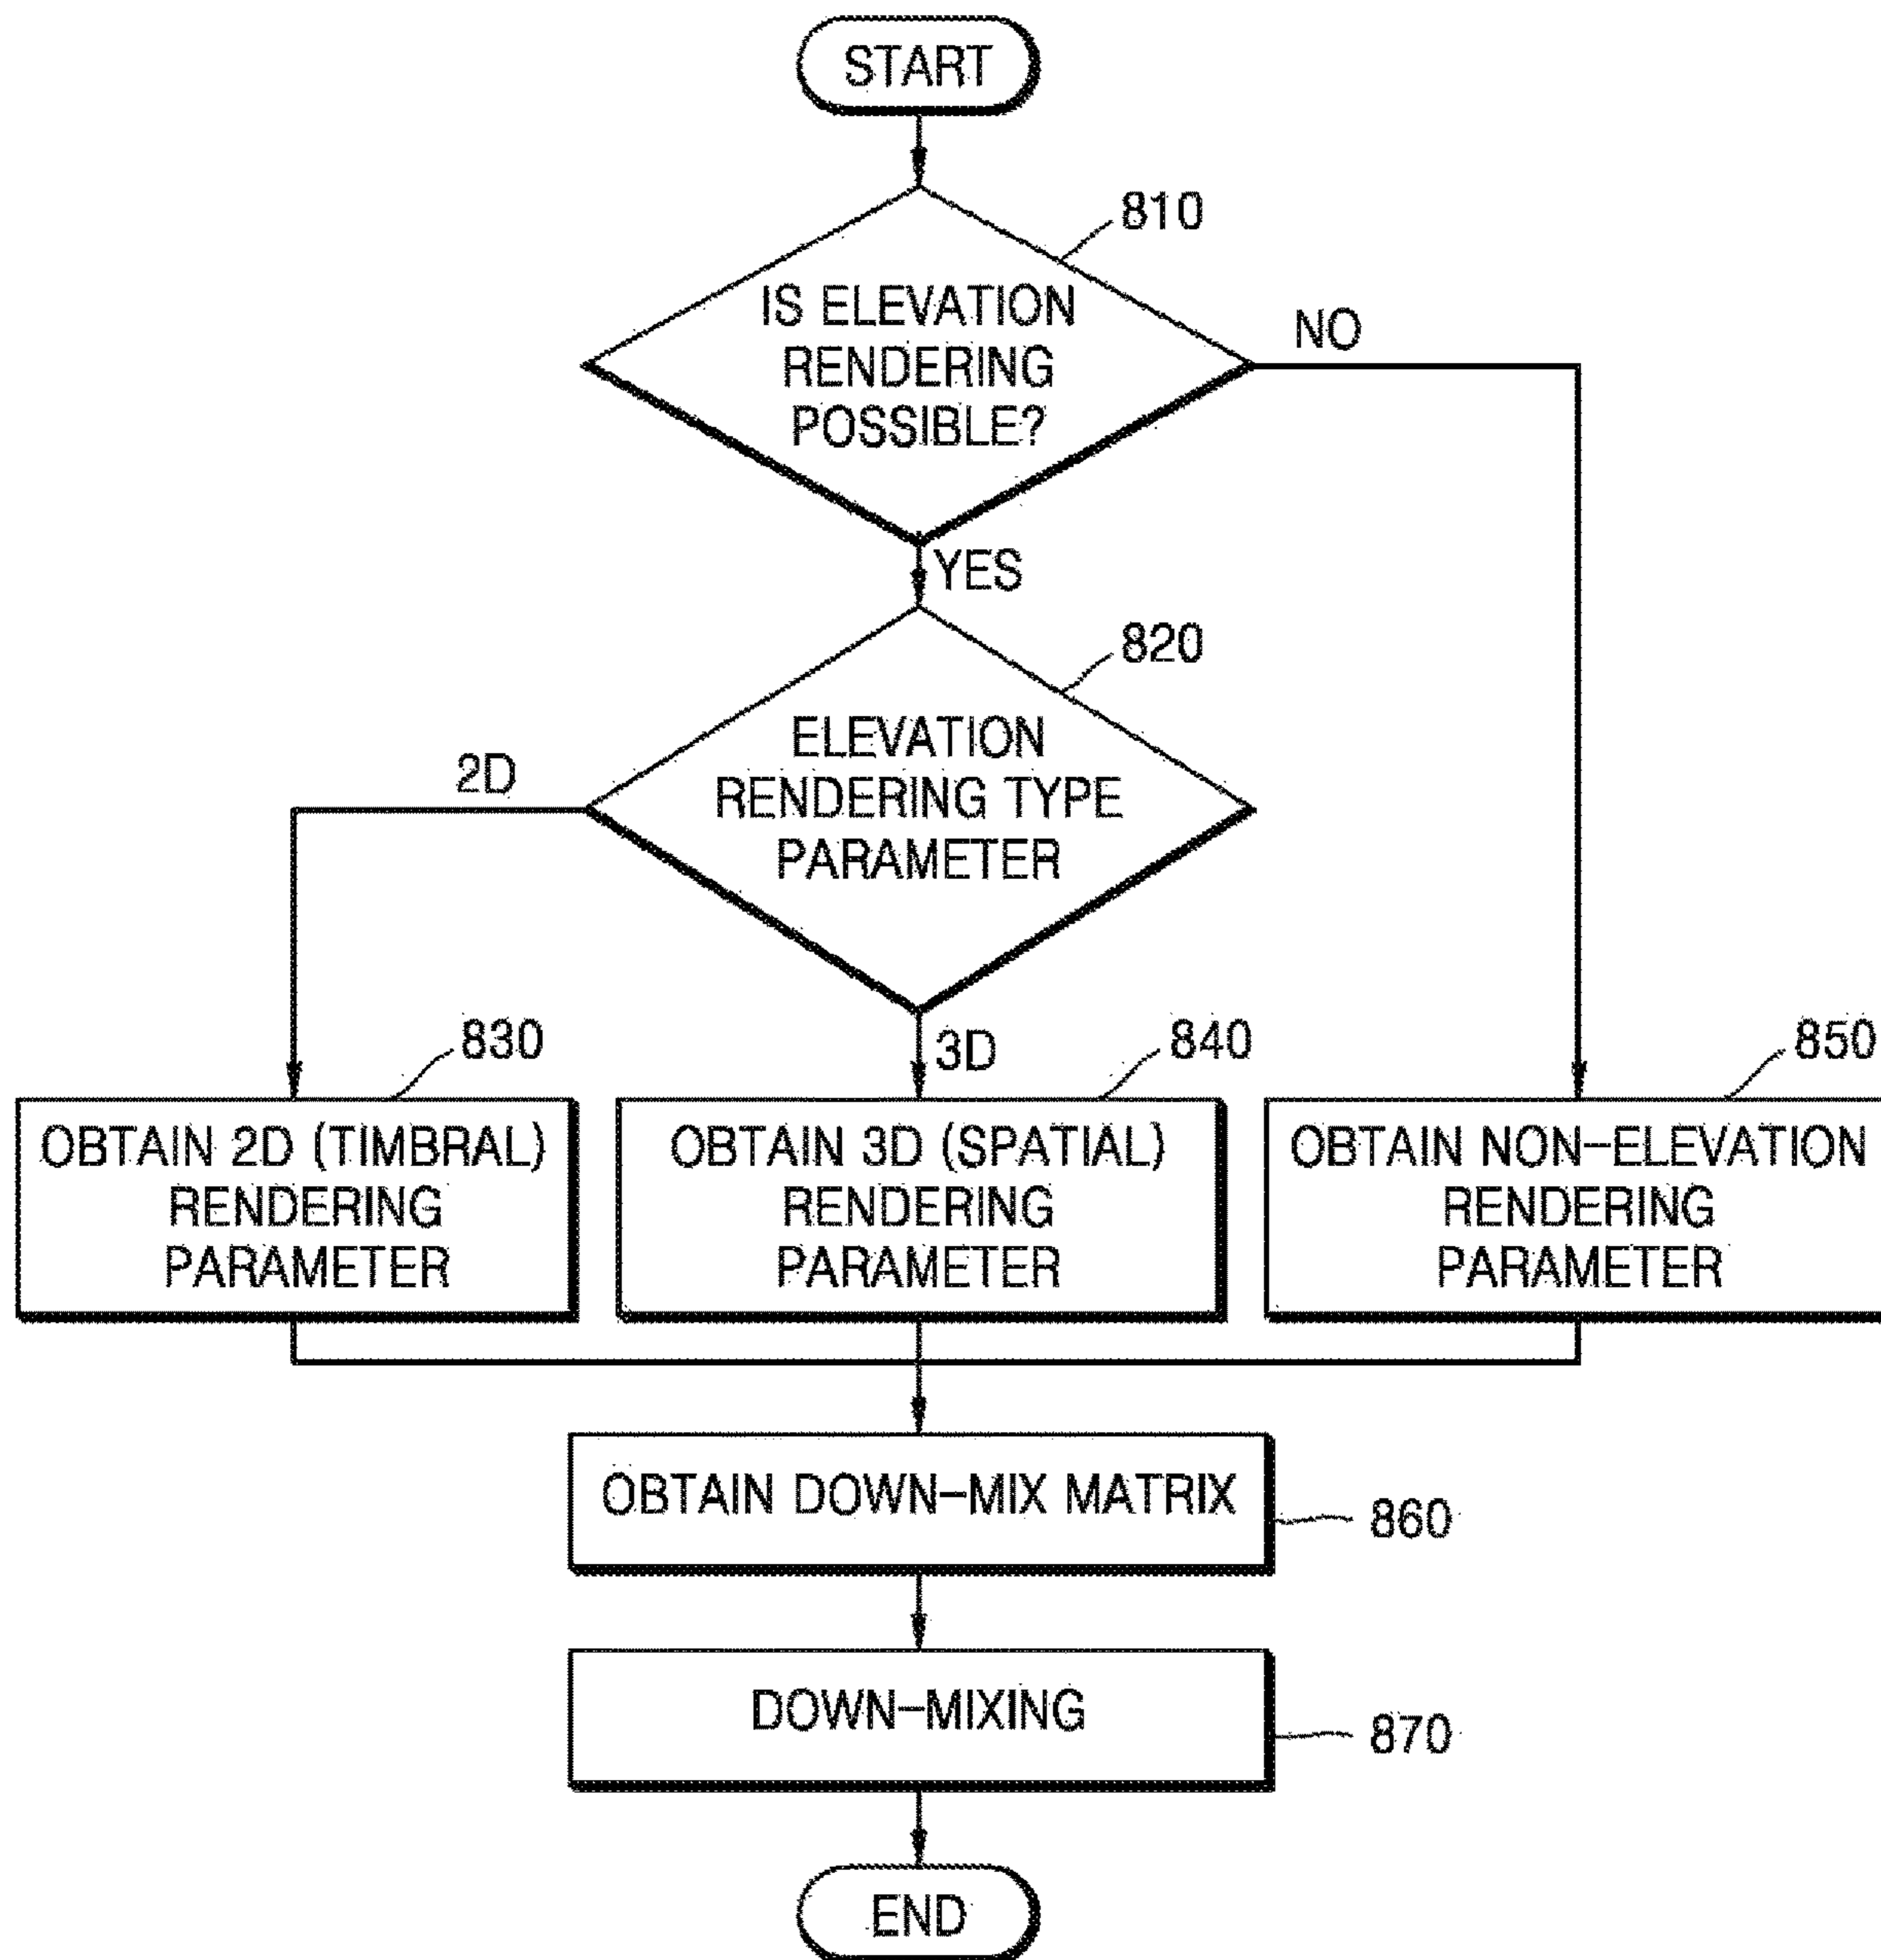 START
810
IS ELEVATION
RENDERING
POSSIBLE?
NO
YES
820
ELEVATION
RENDERING TYPE
PARAMETER
2D
3D
830
OBTAIN 2D (TIMBRAL)
RENDERING
PARAMETER
840
OBTAIN 3D (SPATIAL)
RENDERING
PARAMETER
850
OBTAIN NON-ELEVATION
RENDERING
PARAMETER
OBTAIN DOWN-MIX MATRIX
860
DOWN-MIXING
870
END